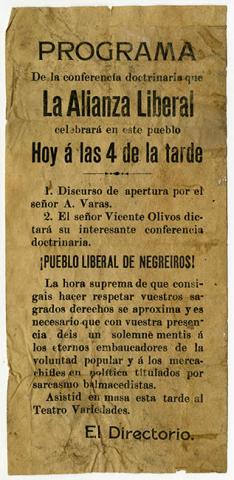 PROGRAMA
De la conferencia doctrinaria que
La Alianza Liberal
celebrará en este pueblo
Hoy á las 4 de la tarde
1. Discurso de apertura por el
señor A. Varas.
2. El señor Vicente Olivos dic-
tará su interesante conferencia
doctrinaria.
¡PUEBLO LIBERAL DE NEGREIROS!
La hora suprema de que consi-
gais hacer respetar vuestros sa-
grados derechos se aproxima y es
necesario que con vuestra presen-
cia deis un solemne mentis á
los eternos embaucadores de la
voluntad popular y á los merca-
chifles en política titulados por
sarcasmo balmacedistas.
Asistid en masa esta tarde al
Teatro Variedades.
El Directorio.